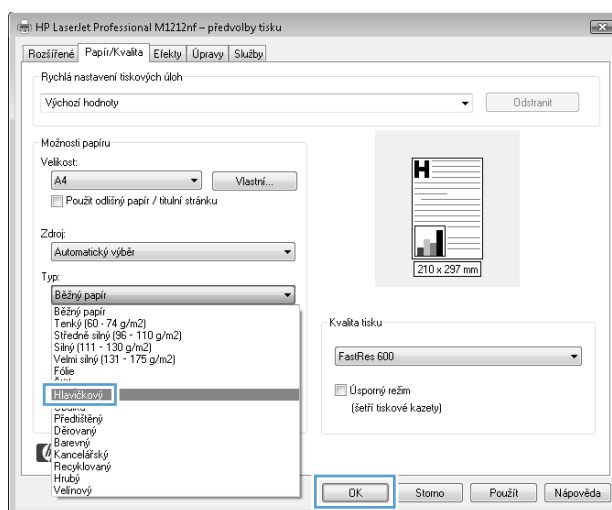 HP LaserJet Professional M1212nf – předvolby tisku
Rozšířené Papír/Kvalita Efekty Úpravy Služby
Rychlá nastavení tiskových úloh
Výchozí hodnoty
Odstranit
Možnosti papíru
Velikost:
A4
Vlastní...
Použít odlišný papír / titulní stránku
Zdroj:
Automatický výběr
Typ:
Běžný papír
Běžný papír
Tenký (60 - 74 g/m2)
Středně silný (96 - 110 g/m2)
Silný (111 - 130 g/m2)
Velmi silný (131 - 175 g/m2)
Fólie
Hlavičkový
Předtištěný
Děrovaný
Barevný
Kancelářský
Recyklovaný
Hrubý
Velínový
H
210 x 297 mm
Kvalita tisku
FastRes 600
Úsporný režim
(šetří tiskové kazety)
OK Storno Použít Nápověda